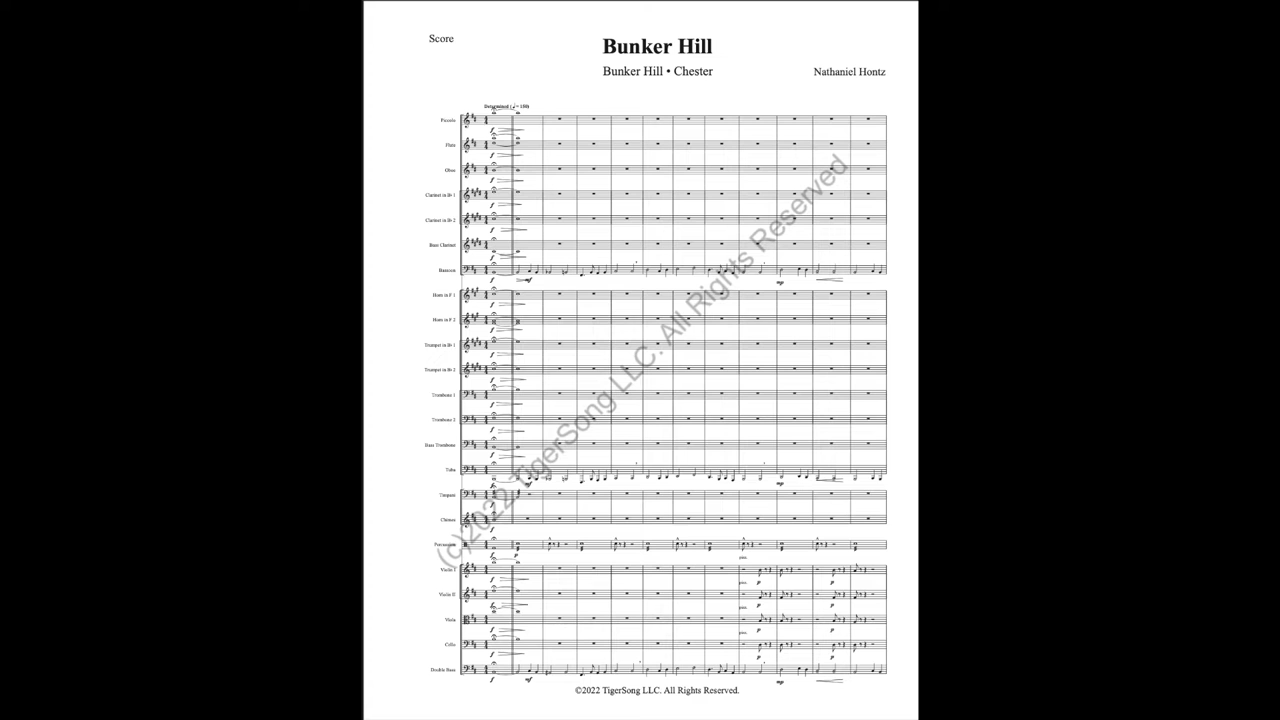 Score
Bunker Hill
Bunker Hill • Chester
Nathaniel Hontz
Determined (♩ = 150)
Piccolo
Flute
Oboe
Clarinet in B♭ 1
Clarinet in B♭ 2
Bass Clarinet
Bassoon
Horn in F 1
Horn in F 2
Trumpet in B♭ 1
Trumpet in B♭ 2
Trombone 1
Trombone 2
Bass Trombone
Tuba
Timpani
Chimes
Percussion
Violin I
Violin II
Viola
Cello
Double Bass
(c)2022 TigerSong LLC. All Rights Reserved
©2022 TigerSong LLC. All Rights Reserved.